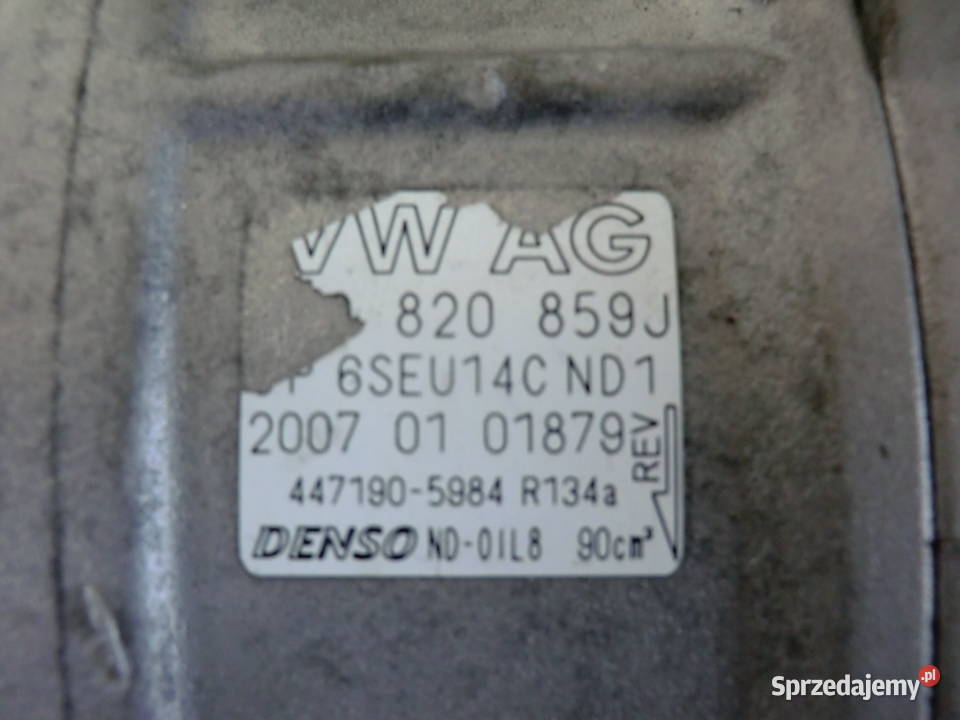 VW AG
820 859J
6SEU14C ND1
2007 01 01879
REV
447190-5984 R134a
DENSO ND-OIL8 90cm³
Sprzedajemy.pl